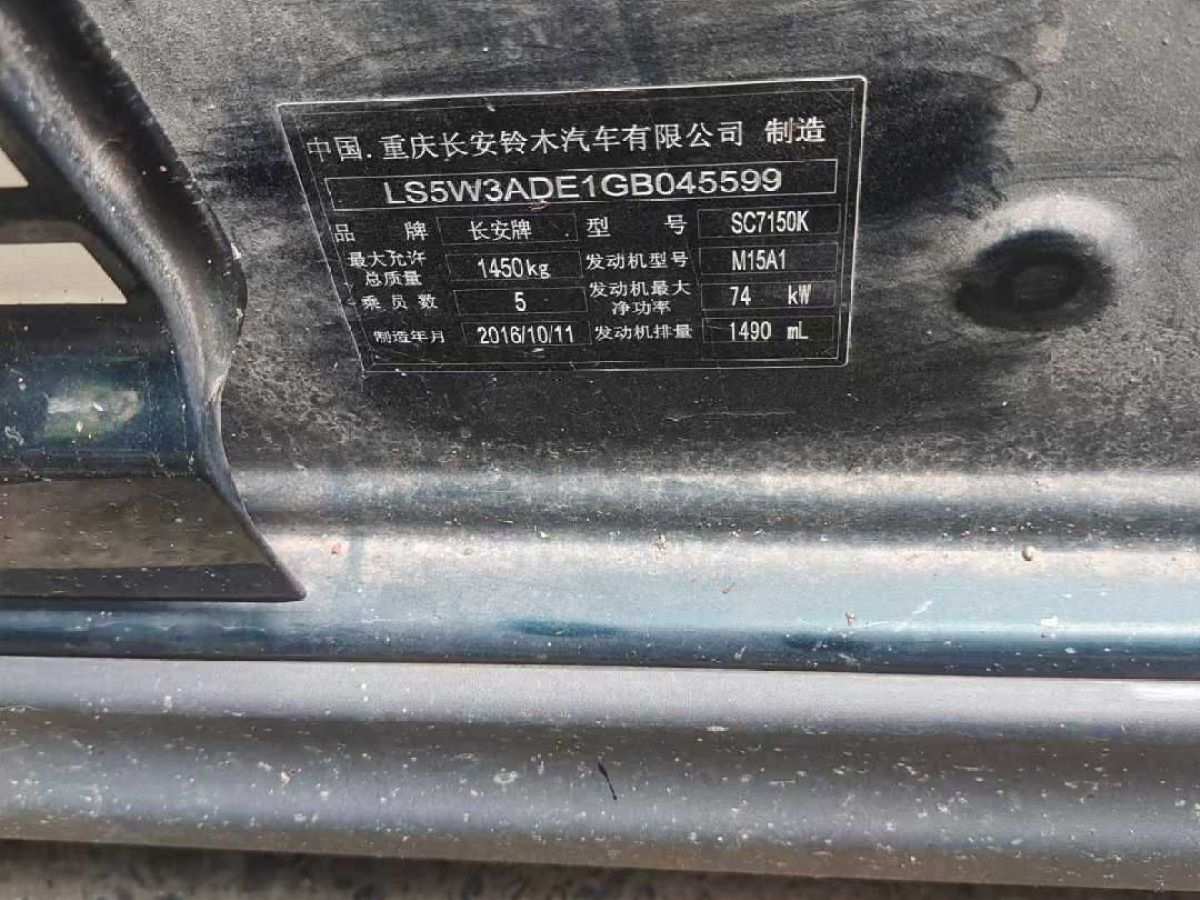 中国.重庆长安铃木汽车有限公司 制造
LS5W3ADE1GB045599
品 牌 长安牌 型 号 SC7150K
最大允许总质量 1450kg 发动机型号 M15A1
乘员数 5 发动机最大净功率 74 kW
制造年月 2016/10/11 发动机排量 1490 mL